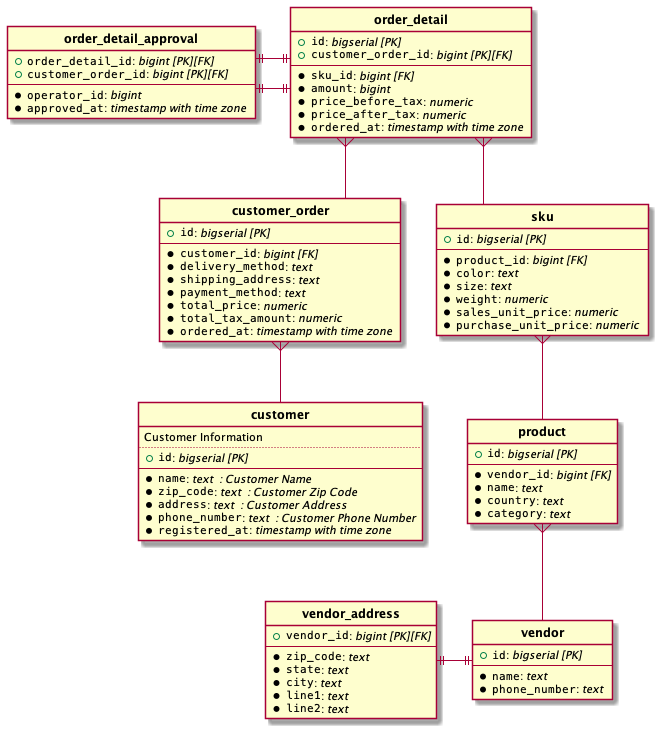 order_detail_approval
order_detail_id: bigint [PK][FK]
customer_order_id: bigint [PK][FK]
operator_id: bigint
approved_at: timestamp with time zone
order_detail
id: bigserial [PK]
customer_order_id: bigint [PK][FK]
sku_id: bigint [FK]
amount: bigint
price_before_tax: numeric
price_after_tax: numeric
ordered_at: timestamp with time zone
customer_order
id: bigserial [PK]
customer_id: bigint [FK]
delivery_method: text
shipping_address: text
payment_method: text
total_price: numeric
total_tax_amount: numeric
ordered_at: timestamp with time zone
sku
id: bigserial [PK]
product_id: bigint [FK]
color: text
size: text
weight: numeric
sales_unit_price: numeric
purchase_unit_price: numeric
customer
Customer Information
id: bigserial [PK]
name: text : Customer Name
zip_code: text : Customer Zip Code
address: text : Customer Address
phone_number: text : Customer Phone Number
registered_at: timestamp with time zone
product
id: bigserial [PK]
vendor_id: bigint [FK]
name: text
country: text
category: text
vendor_address
vendor_id: bigint [PK][FK]
zip_code: text
state: text
city: text
line1: text
line2: text
vendor
id: bigserial [PK]
name: text
phone_number: text